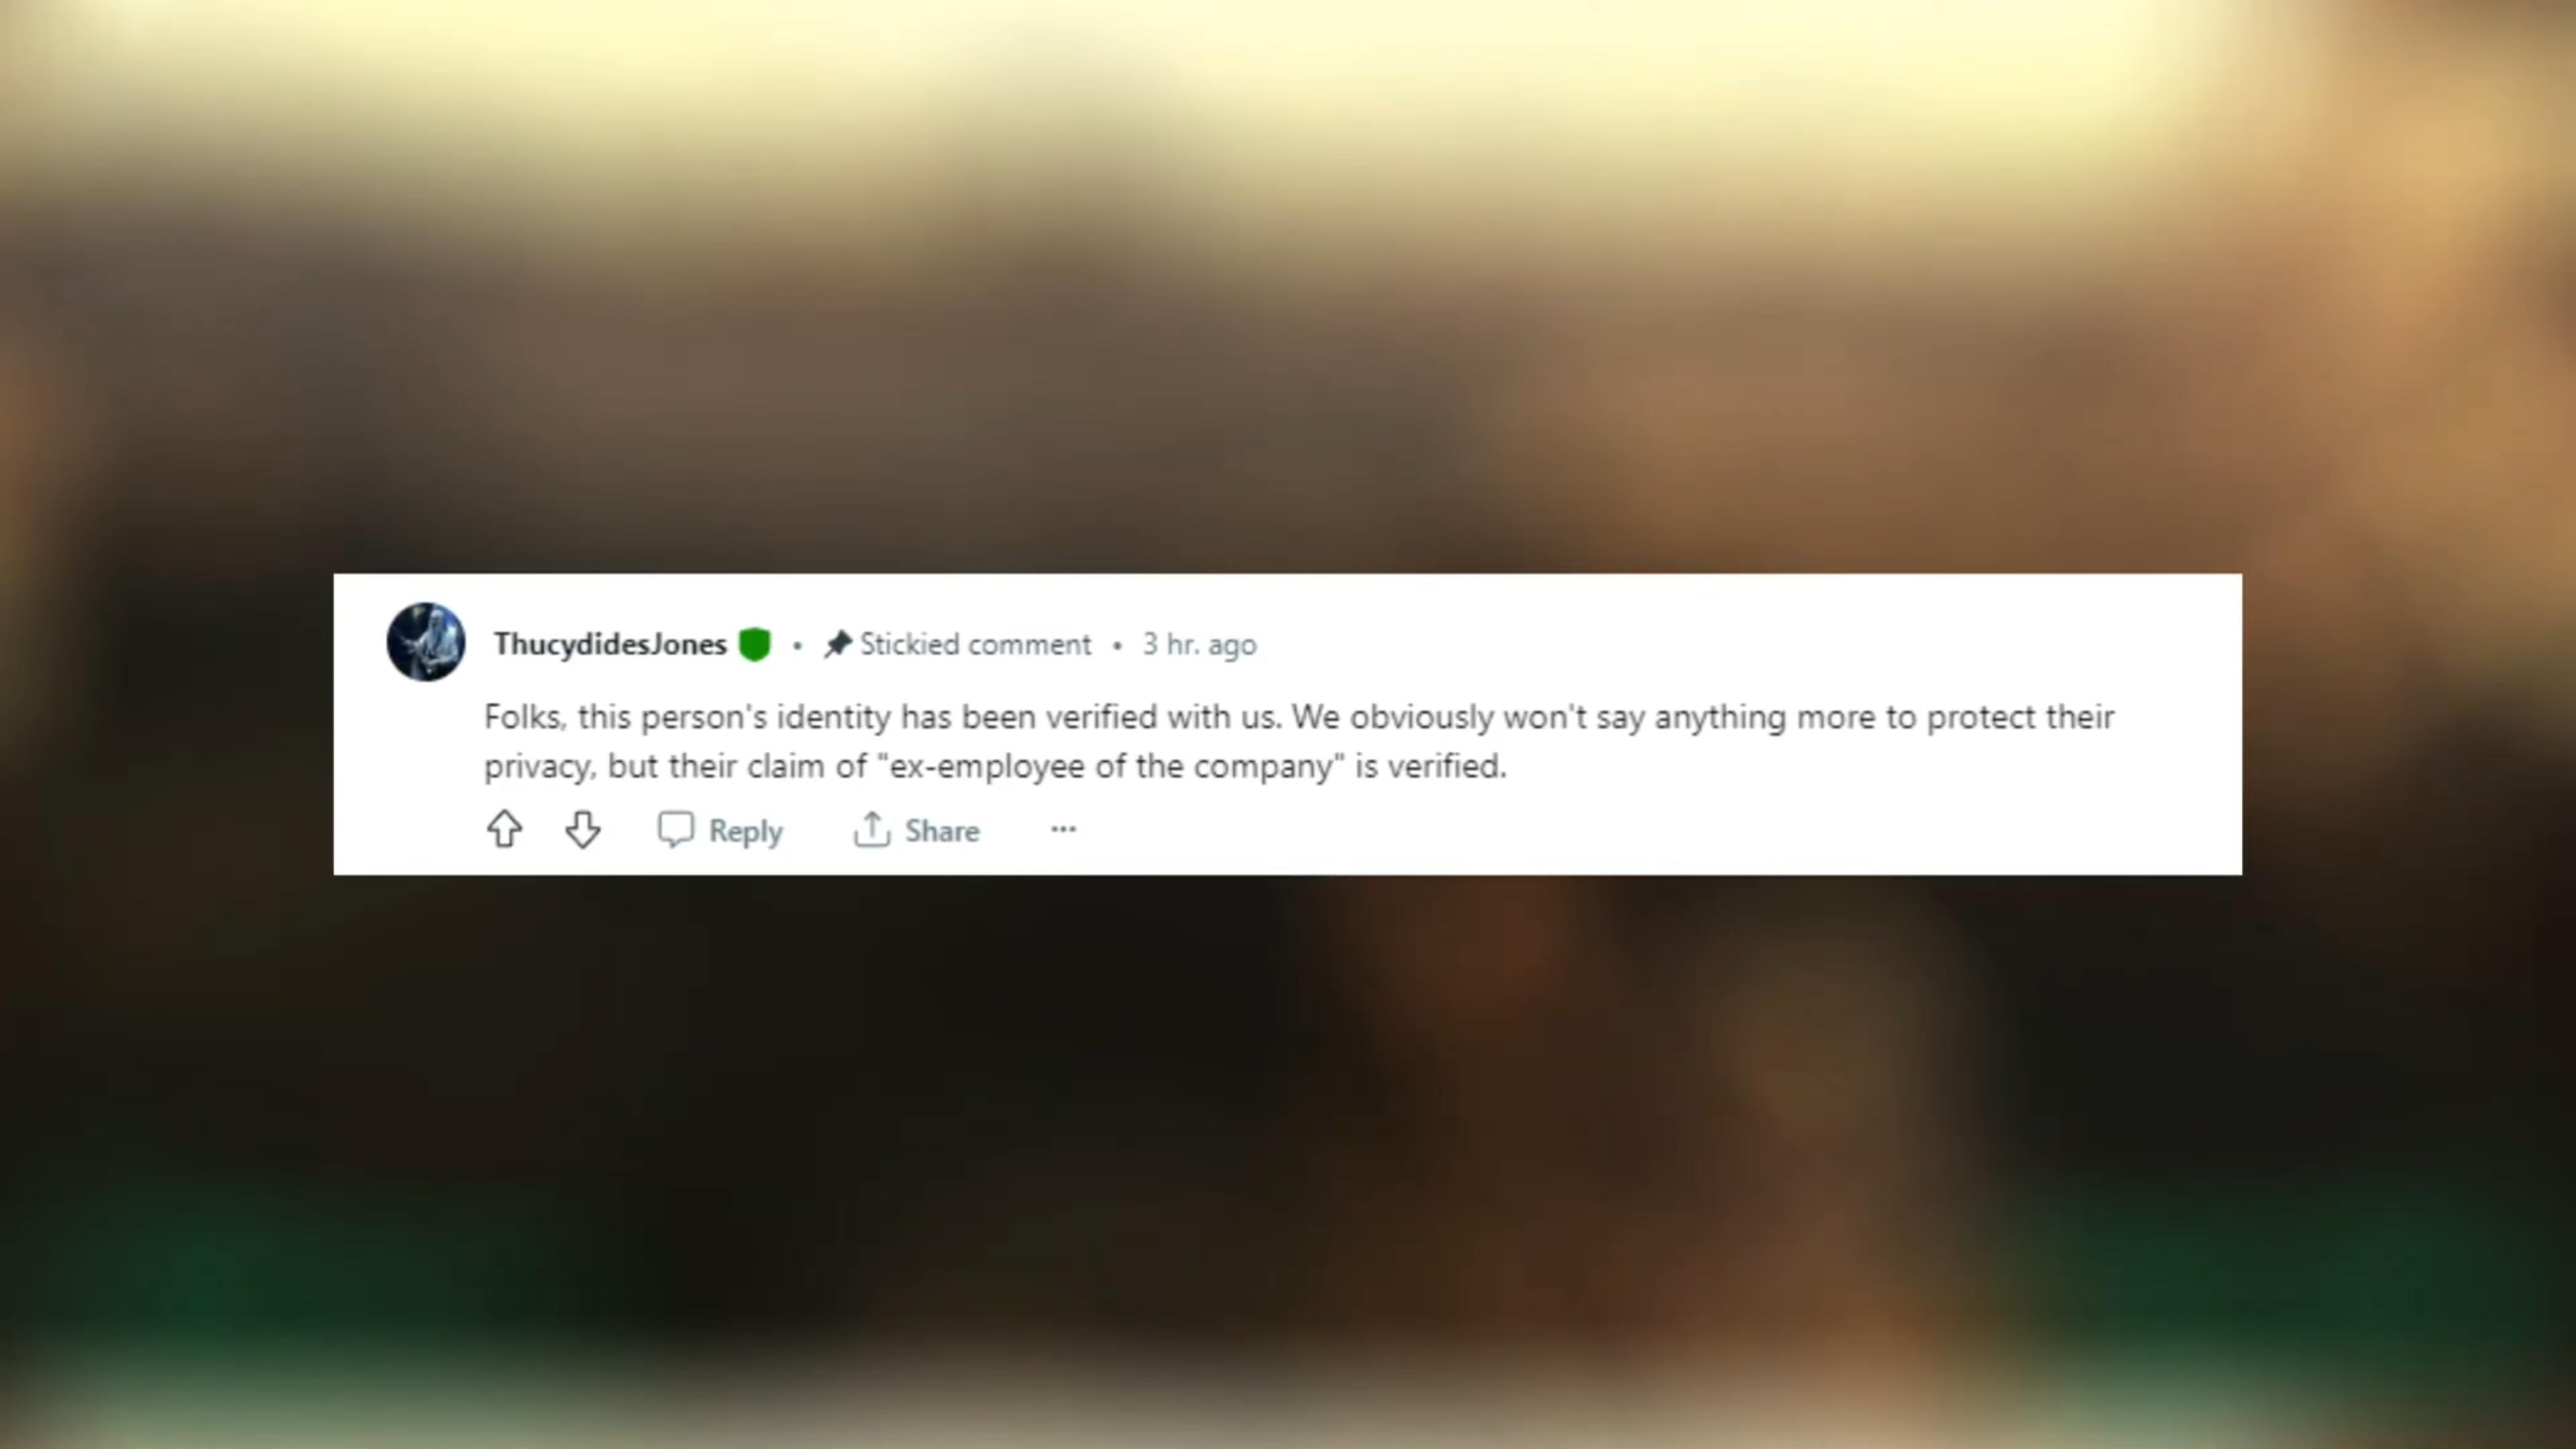 ThucydidesJones • Stickied comment • 3 hr. ago
Folks, this person's identity has been verified with us. We obviously won't say anything more to protect their
privacy, but their claim of "ex-employee of the company" is verified.
Reply Share ...